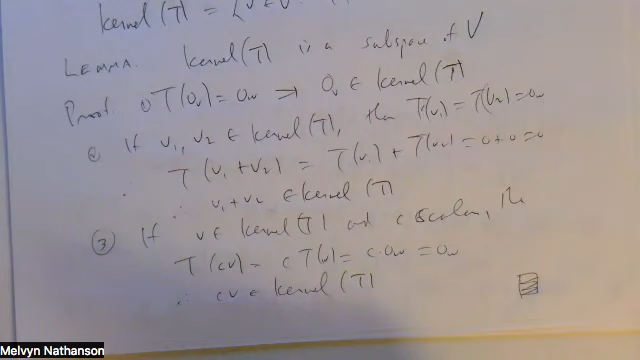 kernel(T) = { v ∈ V
LEMMA. kernel(T) is a subspace of V
Proof. ① T(0v) = 0w → 0v ∈ kernel(T)
② If v₁, v₂ ∈ kernel(T), then T(v₁) = T(v₂) = 0w
T(v₁ + v₂) = T(v₁) + T(v₂) = 0 + 0 = 0
∴ v₁ + v₂ ∈ kernel(T)
③ If v ∈ kernel(T) and c scalar, the
T(cv) = c T(v) = c · 0w = 0w
∴ cv ∈ kernel(T)
Melvyn Nathanson